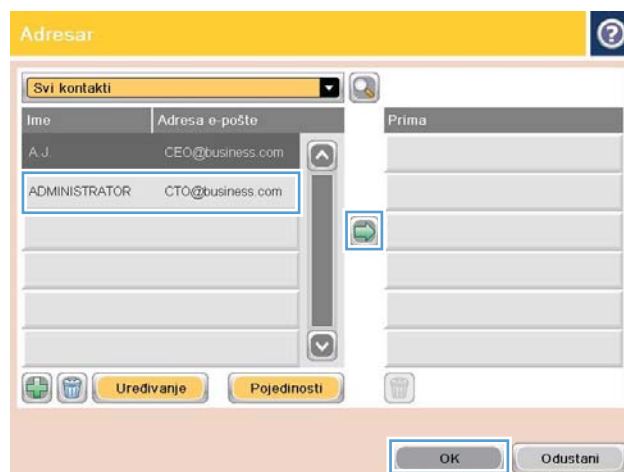 Adresar
Svi kontakti
Ime Adresa e-pošte Prima
A.J. CEO@business.com
ADMINISTRATOR CTO@business.com
Uređivanje Pojedinosti
OK Odustani